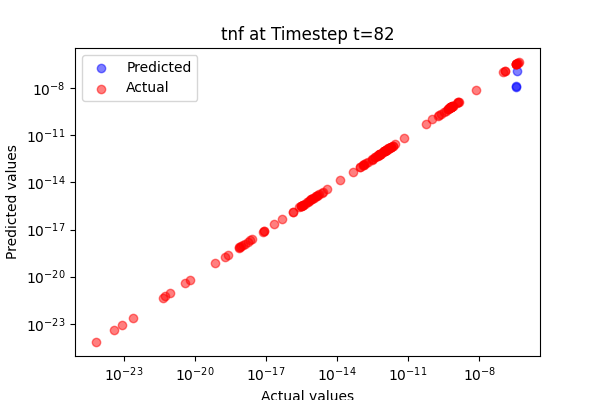 tnf at Timestep t=82
Predicted
Actual
Predicted values
10⁻⁸
10⁻¹¹
10⁻¹⁴
10⁻¹⁷
10⁻²⁰
10⁻²³
10⁻²³ 10⁻²⁰ 10⁻¹⁷ 10⁻¹⁴ 10⁻¹¹ 10⁻⁸
Actual values